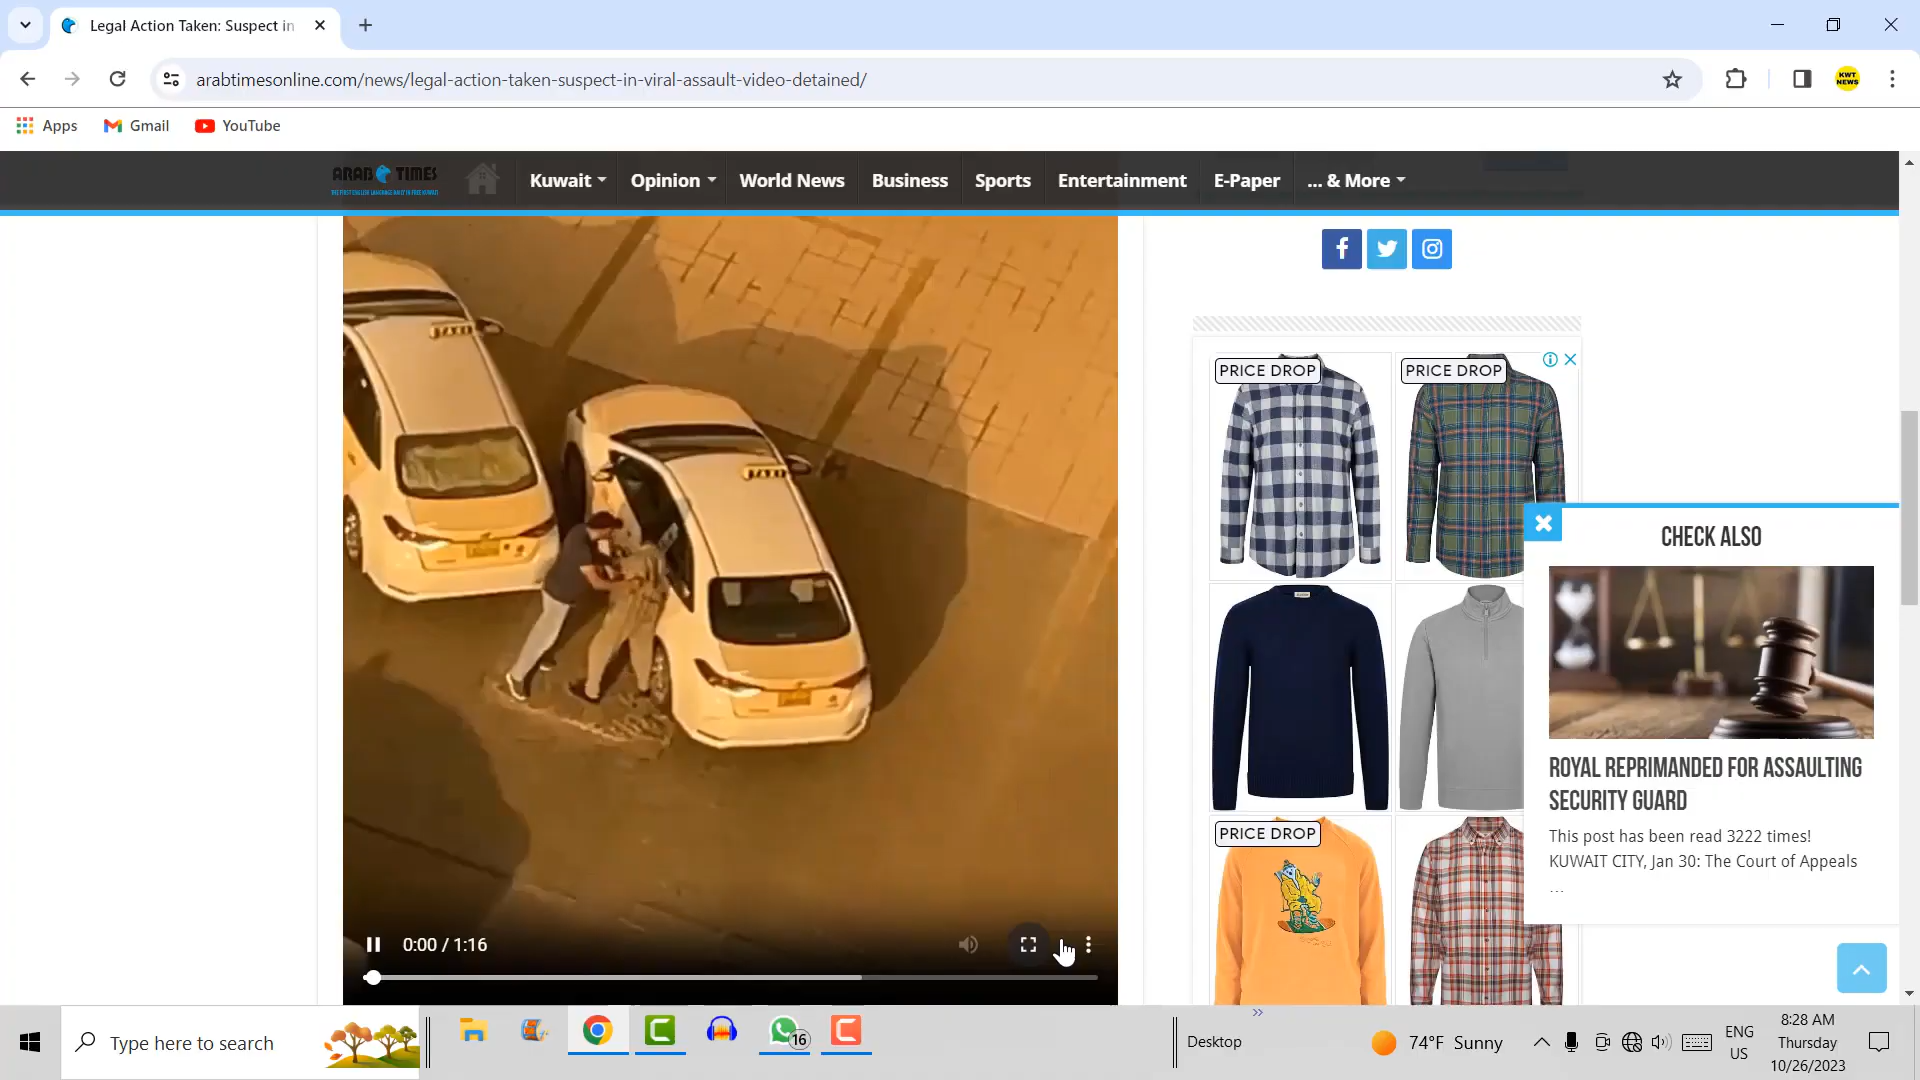 Legal Action Taken: Suspect in
arabtimesonline.com/news/legal-action-taken-suspect-in-viral-assault-video-detained/
KWT
NEWS
Apps
Gmail
YouTube
ARAB TIMES
Kuwait
Opinion
World News
Business
Sports
Entertainment
E-Paper
... & More
PRICE DROP
PRICE DROP
CHECK ALSO
ROYAL REPRIMANDED FOR ASSAULTING
SECURITY GUARD
This post has been read 3222 times!
KUWAIT CITY, Jan 30: The Court of Appeals
...
PRICE DROP
0:00 / 1:16
Type here to search
16
Desktop
74°F Sunny
ENG
US
8:28 AM
Thursday
10/26/2023